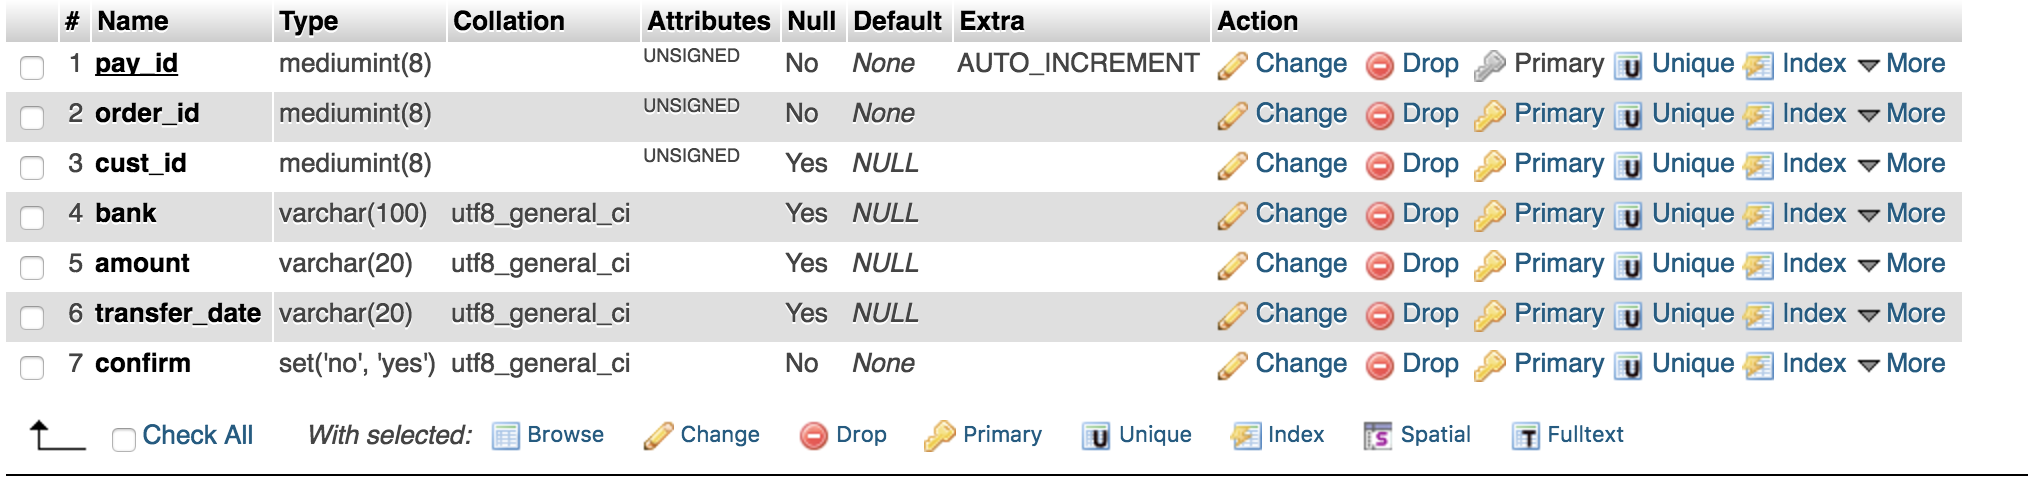 # Name Type Collation Attributes Null Default Extra Action
1 pay_id mediumint(8) UNSIGNED No None AUTO_INCREMENT Change Drop Primary Unique Index More
2 order_id mediumint(8) UNSIGNED No None Change Drop Primary Unique Index More
3 cust_id mediumint(8) UNSIGNED Yes NULL Change Drop Primary Unique Index More
4 bank varchar(100) utf8_general_ci Yes NULL Change Drop Primary Unique Index More
5 amount varchar(20) utf8_general_ci Yes NULL Change Drop Primary Unique Index More
6 transfer_date varchar(20) utf8_general_ci Yes NULL Change Drop Primary Unique Index More
7 confirm set('no', 'yes') utf8_general_ci No None Change Drop Primary Unique Index More
Check All With selected: Browse Change Drop Primary Unique Index Spatial Fulltext